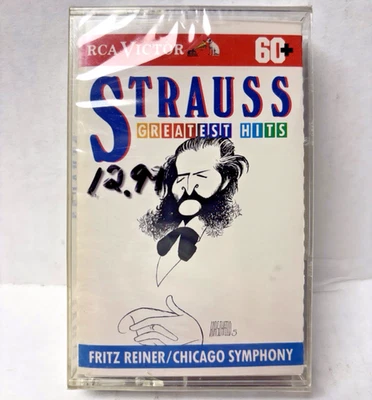 RCA VICTOR 60+
STRAUSS
GREATEST HITS
12.99
FRITZ REINER/CHICAGO SYMPHONY